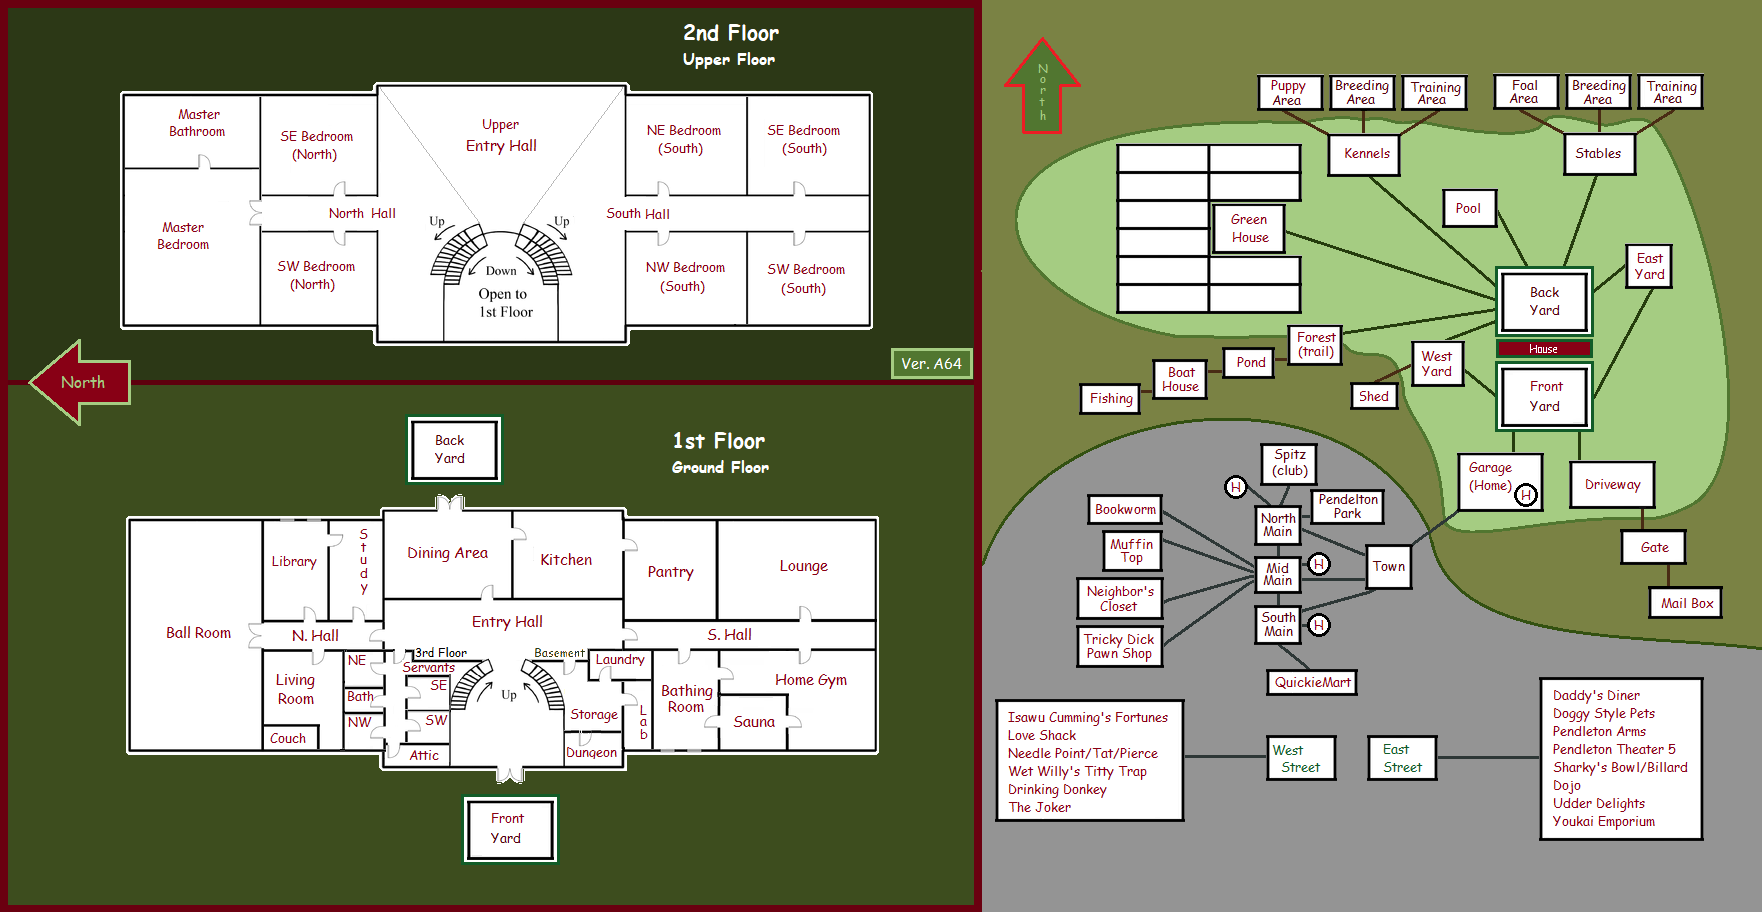 2nd Floor
Upper Floor
Master
Bathroom
SE Bedroom
(North)
Upper
Entry Hall
NE Bedroom
(South)
SE Bedroom
(South)
Master
Bedroom
North Hall
Up
Up
South Hall
SW Bedroom
(North)
Down
Open to
1st Floor
NW Bedroom
(South)
SW Bedroom
(South)
Ver. A64
North
Back
Yard
1st Floor
Ground Floor
Library
Study
Dining Area
Kitchen
Pantry
Lounge
Ball Room
N. Hall
Entry Hall
S. Hall
3rd Floor
Basement
NE
Servants
Laundry
Living
Room
SE
Bath
Up
Bathing
Room
Home Gym
NW
SW
Storage
Lab
Sauna
Couch
Attic
Dungeon
Front
Yard
North
Puppy
Area
Breeding
Area
Training
Area
Foal
Area
Breeding
Area
Training
Area
Kennels
Stables
Pool
Green
House
East
Yard
Back
Yard
House
Forest
(trail)
West
Yard
Pond
Boat
House
Fishing
Shed
Front
Yard
Spitz
(club)
Garage
(Home)
H
Driveway
H
Pendelton
Park
Bookworm
North
Main
Muffin
Top
Gate
Mid
Main
H
Town
Neighbor's
Closet
Mail Box
South
Main
H
Tricky Dick
Pawn Shop
QuickieMart
Isawu Cumming's Fortunes
Love Shack
Needle Point/Tat/Pierce
Wet Willy's Titty Trap
Drinking Donkey
The Joker
West
Street
East
Street
Daddy's Diner
Doggy Style Pets
Pendleton Arms
Pendleton Theater 5
Sharky's Bowl/Billard
Dojo
Udder Delights
Youkai Emporium